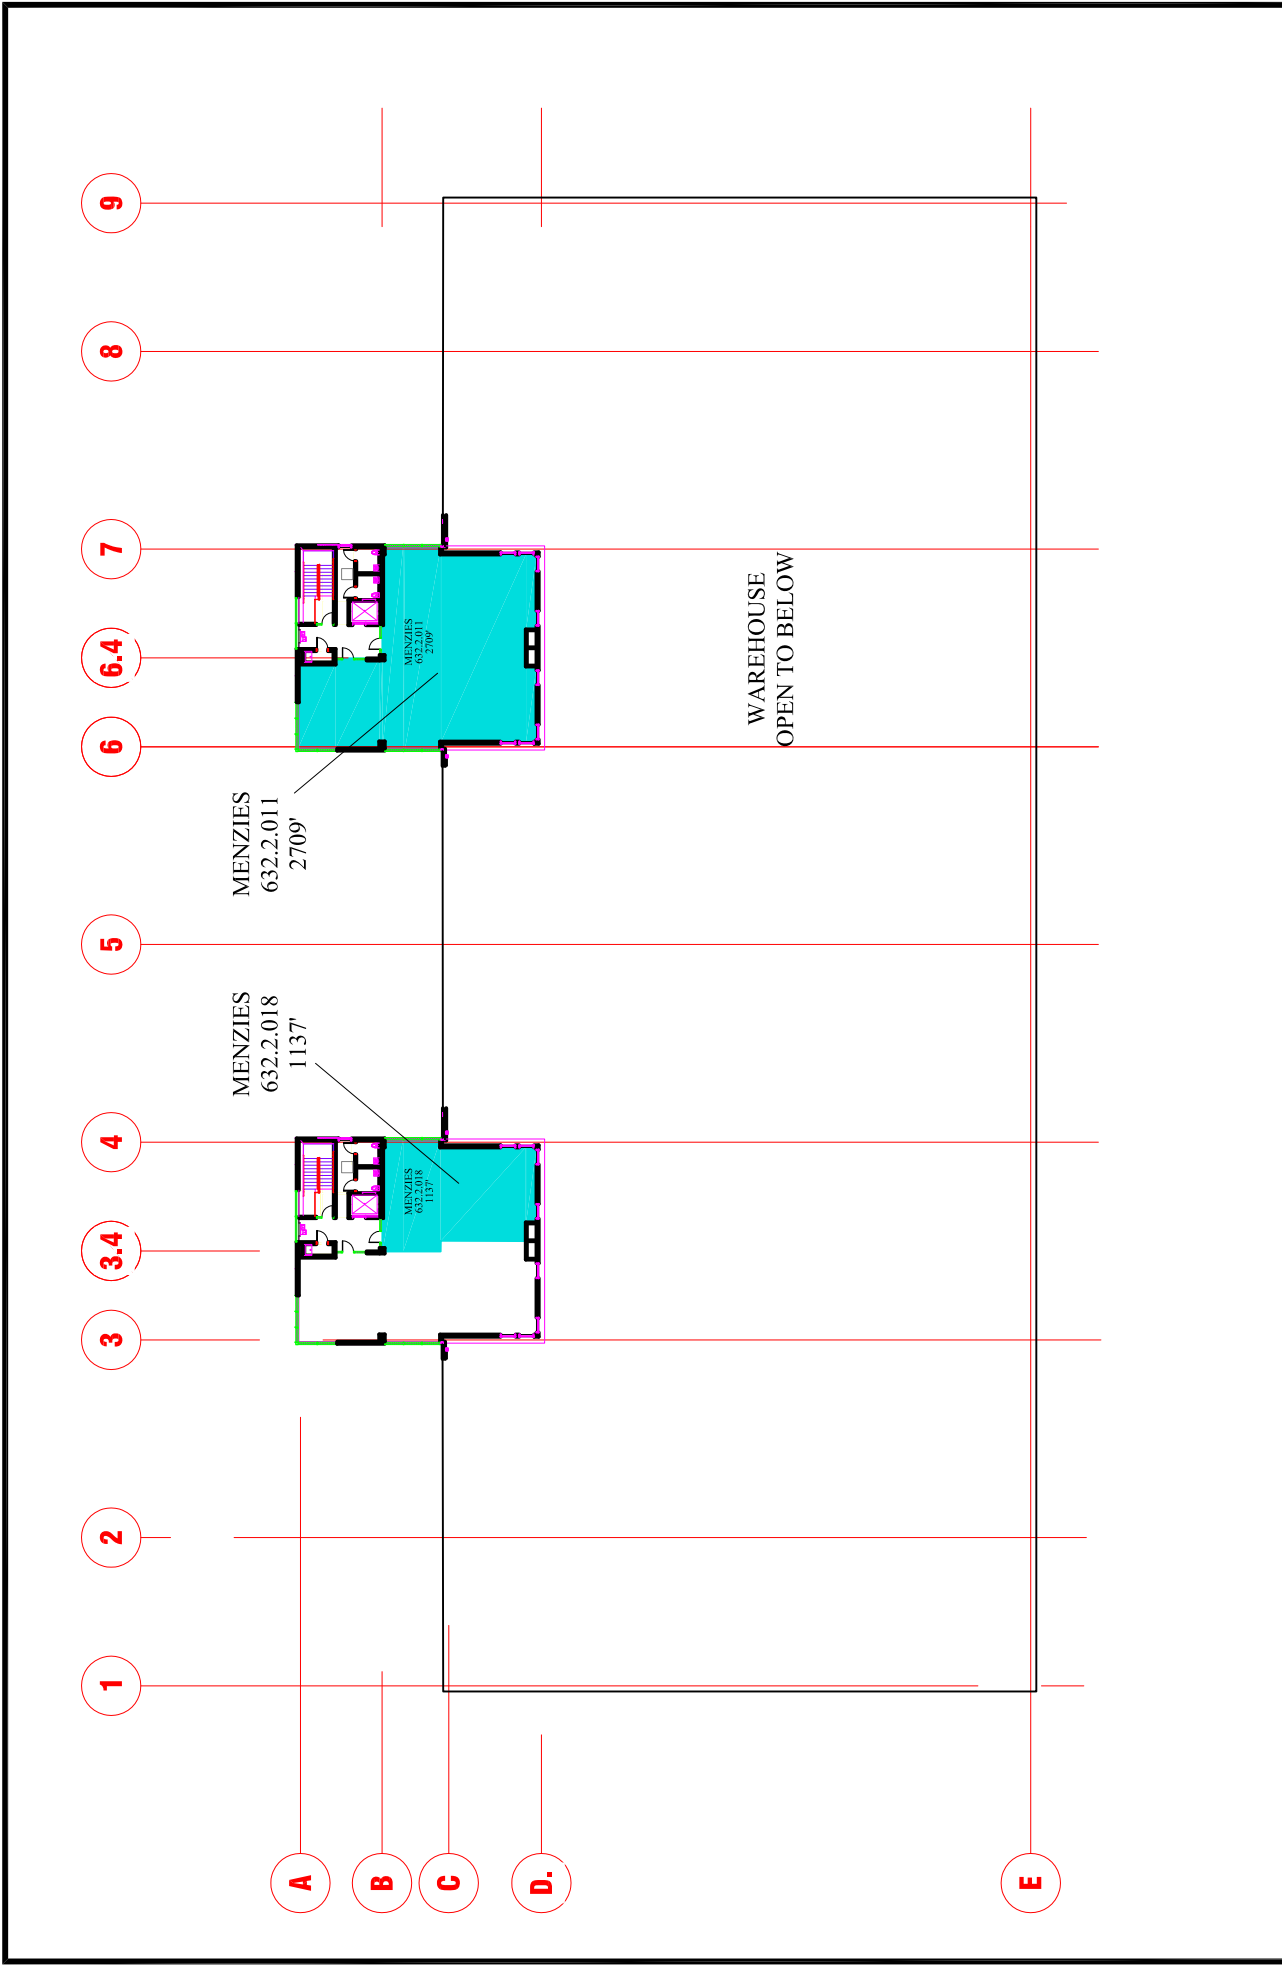 9
8
7
6.4
6
5
4
3.4
3
2
1
A
B
C
D.
E
MENZIES
632.2.011
2709'
MENZIES
632.2.011
2709'
MENZIES
632.2.018
1137'
MENZIES
632.2.018
1137'
WAREHOUSE
OPEN TO BELOW